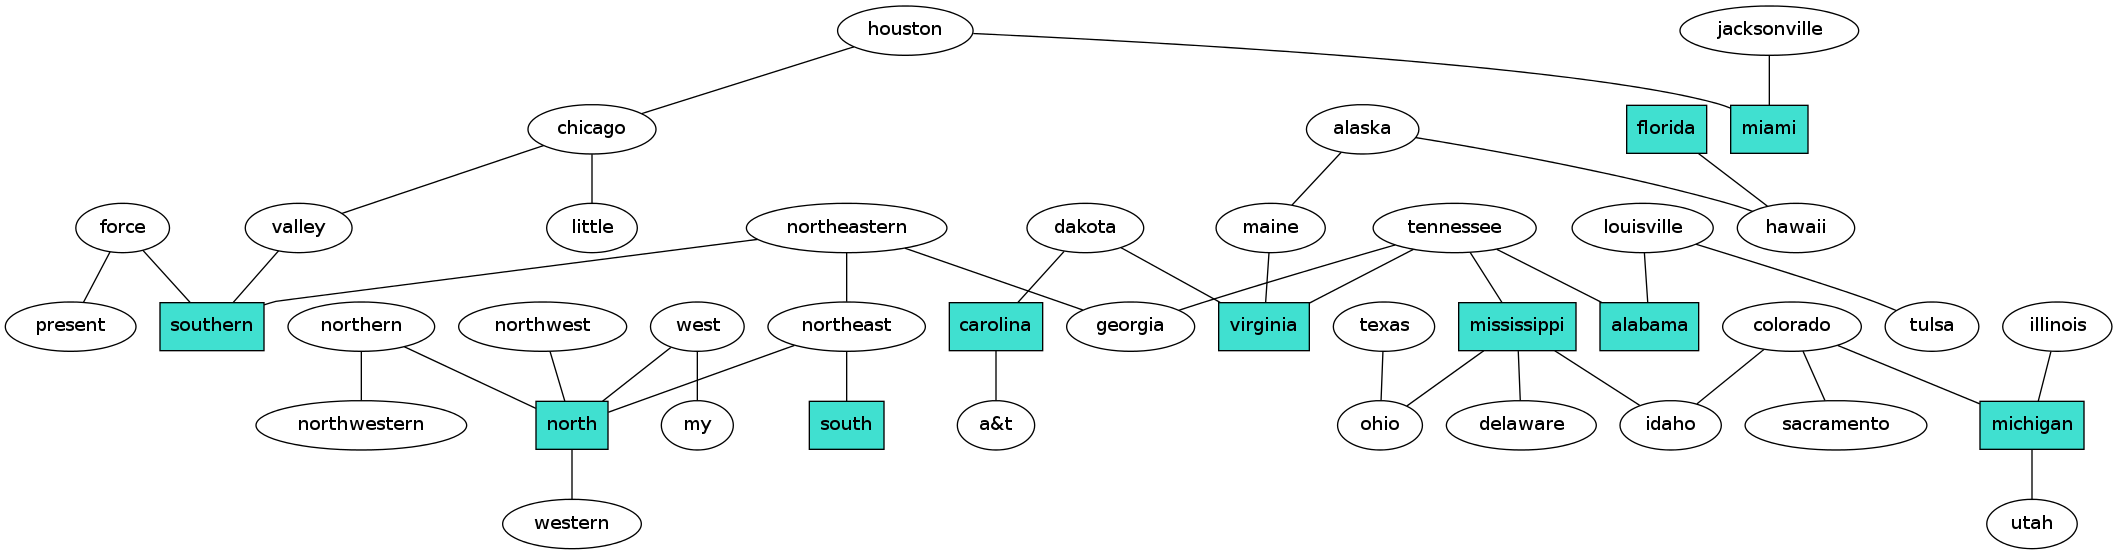 houston
jacksonville
chicago
alaska
florida
miami
force
valley
little
northeastern
dakota
maine
tennessee
louisville
hawaii
present
southern
northern
northwest
west
northeast
carolina
georgia
virginia
texas
mississippi
alabama
colorado
tulsa
illinois
northwestern
north
my
south
a&t
ohio
delaware
idaho
sacramento
michigan
western
utah